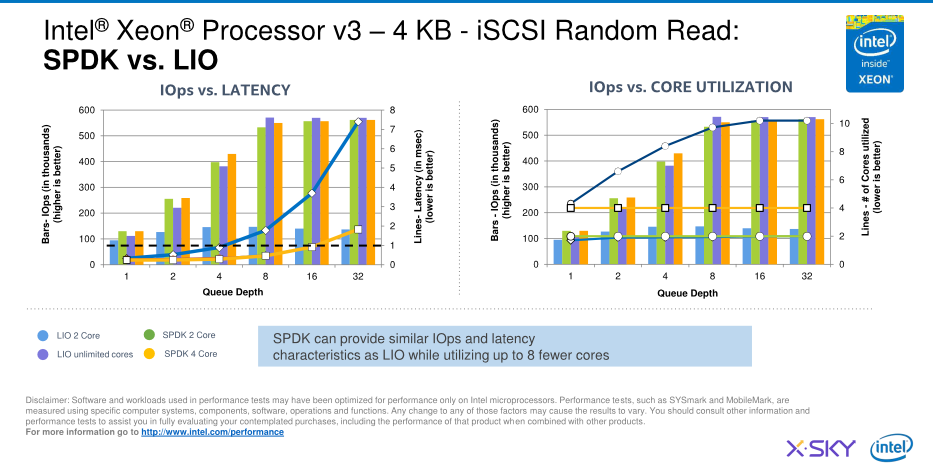 Intel® Xeon® Processor v3 – 4 KB - iSCSI Random Read:
SPDK vs. LIO
intel
inside™
XEON®
IOps vs. LATENCY
Bars- IOps (in thousands)
(higher is better)
600
500
400
300
200
100
0
8
7
6
5
4
3
2
1
0
Lines- Latency (in msec)
(lower is better)
1 2 4 8 16 32
Queue Depth
IOps vs. CORE UTILIZATION
Bars - IOps (in thousands)
(higher is better)
600
500
400
300
200
100
0
10
8
6
4
2
0
Lines - # of Cores utilized
(lower is better)
1 2 4 8 16 32
Queue Depth
LIO 2 Core SPDK 2 Core
LIO unlimited cores SPDK 4 Core
SPDK can provide similar IOps and latency
characteristics as LIO while utilizing up to 8 fewer cores
Disclaimer: Software and workloads used in performance tests may have been optimized for performance only on Intel microprocessors. Performance tests, such as SYSmark and MobileMark, are
measured using specific computer systems, components, software, operations and functions. Any change to any of those factors may cause the results to vary. You should consult other information and
performance tests to assist you in fully evaluating your contemplated purchases, including the performance of that product when combined with other products.
For more information go to http://www.intel.com/performance
X-SKY
intel